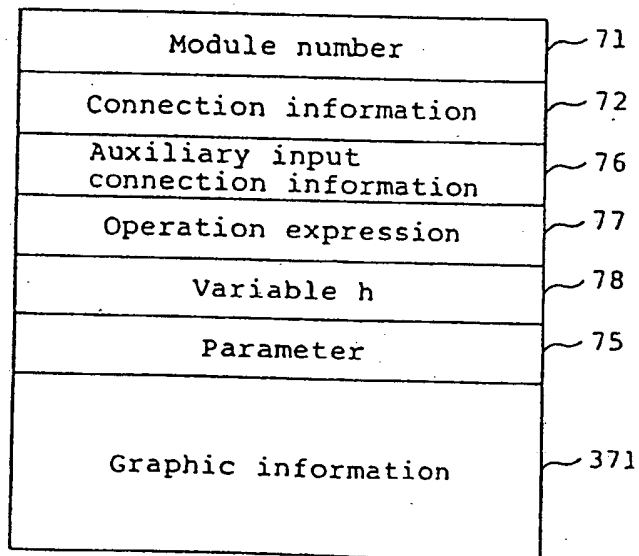 Module number 71
Connection information 72
Auxiliary input
connection information 76
Operation expression 77
Variable h 78
Parameter 75
Graphic information 371